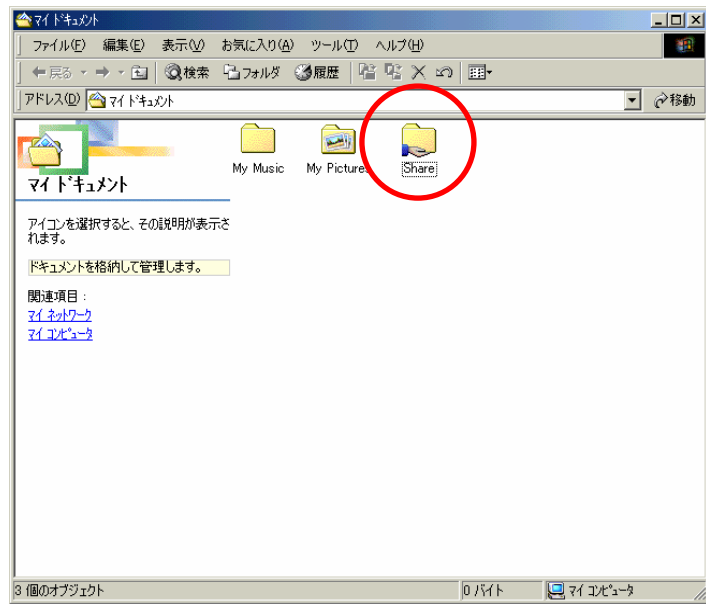 マイ ドキュメント
ファイル(F) 編集(E) 表示(V) お気に入り(A) ツール(T) ヘルプ(H)
戻る 検索 フォルダ 履歴
アドレス(D) マイ ドキュメント 移動
My Music My Pictures Share
マイ ドキュメント
アイコンを選択すると、その説明が表示さ
れます。
ドキュメントを格納して管理します。
関連項目:
マイ ネットワーク
マイ コンピュータ
3 個のオブジェクト 0 バイト マイ コンピュータ